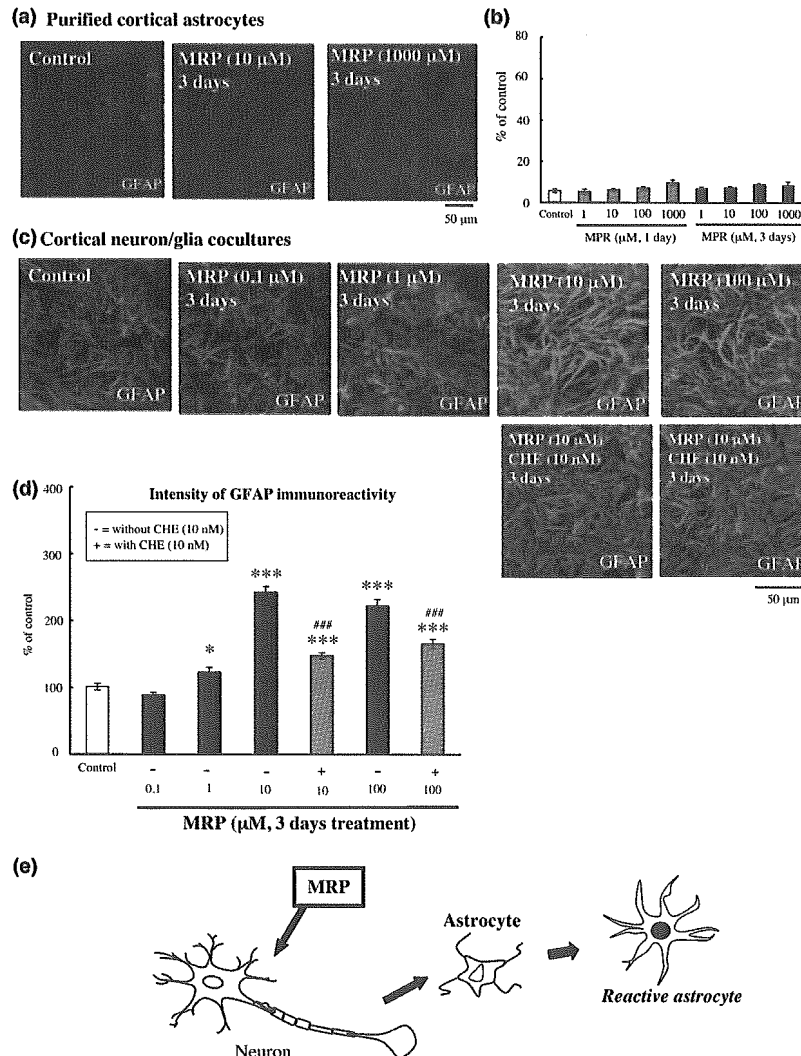 (a) Purified cortical astrocytes
Control
GFAP
MRP (10 µM)
3 days
GFAP
MRP (1000 µM)
3 days
GFAP
50 µm
(b)
% of control
80
60
40
20
0
Control 1 10 100 1000 1 10 100 1000
MPR (µM, 1 day) MPR (µM, 3 days)
(c) Cortical neuron/glia cocultures
Control
GFAP
MRP (0.1 µM)
3 days
GFAP
MRP (1 µM)
3 days
GFAP
MRP (10 µM)
3 days
GFAP
MRP (100 µM)
3 days
GFAP
MRP (10 µM)
CHE (10 nM)
3 days
GFAP
MRP (10 µM)
CHE (10 nM)
3 days
GFAP
50 µm
(d)
Intensity of GFAP immunoreactivity
- = without CHE (10 nM)
+ = with CHE (10 nM)
% of control
400
300
200
100
0
* *** ### *** *** ### ***
Control
- - - + - +
0.1 1 10 10 100 100
MRP (µM, 3 days treatment)
(e)
MRP
Neuron
Astrocyte
Reactive astrocyte